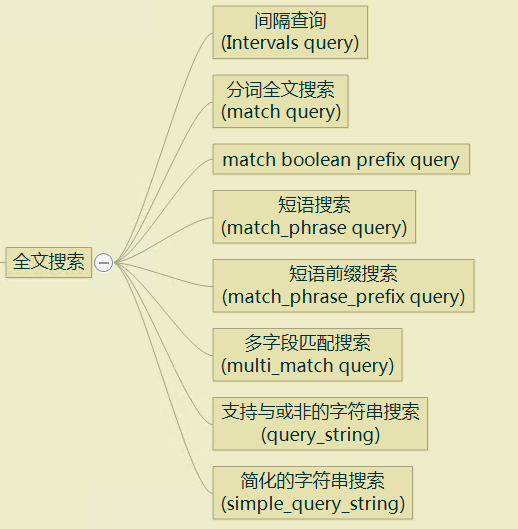 间隔查询
(Intervals query)
分词全文搜索
(match query)
match boolean prefix query
短语搜索
(match_phrase query)
全文搜索
短语前缀搜索
(match_phrase_prefix query)
多字段匹配搜索
(multi_match query)
支持与或非的字符串搜索
(query_string)
简化的字符串搜索
(simple_query_string)